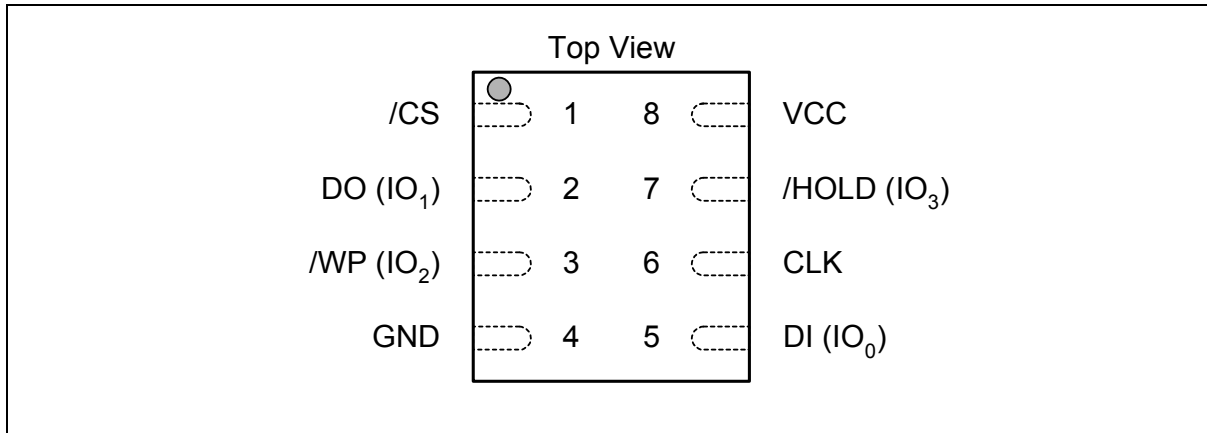 Top View
/CS 1 8 VCC
DO (IO₁) 2 7 /HOLD (IO₃)
/WP (IO₂) 3 6 CLK
GND 4 5 DI (IO₀)